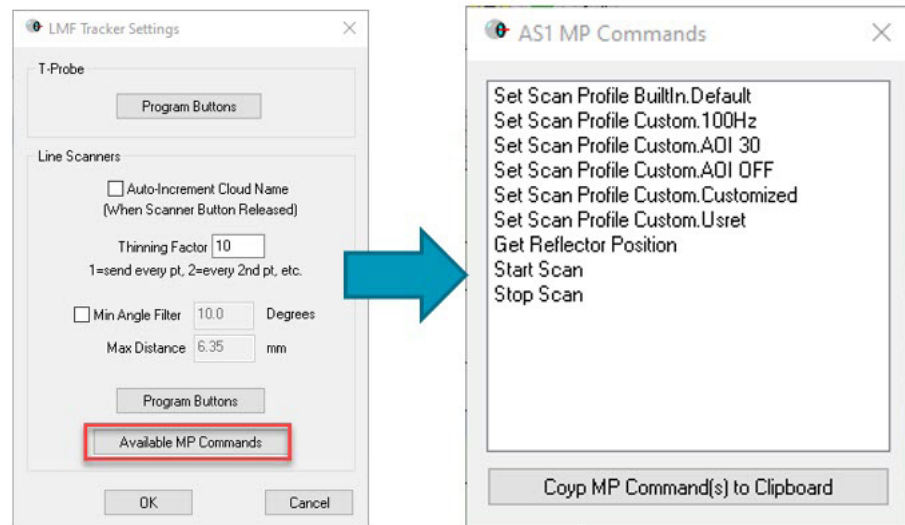 LMF Tracker Settings
T-Probe
Program Buttons
Line Scanners
Auto-Increment Cloud Name
(When Scanner Button Released)
Thinning Factor 10
1=send every pt, 2=every 2nd pt, etc.
Min Angle Filter 10.0 Degrees
Max Distance 6.35 mm
Program Buttons
Available MP Commands
OK Cancel
AS1 MP Commands
Set Scan Profile BuiltIn.Default
Set Scan Profile Custom.100Hz
Set Scan Profile Custom.AOI 30
Set Scan Profile Custom.AOI OFF
Set Scan Profile Custom.Customized
Set Scan Profile Custom.Usret
Get Reflector Position
Start Scan
Stop Scan
Coyp MP Command(s) to Clipboard